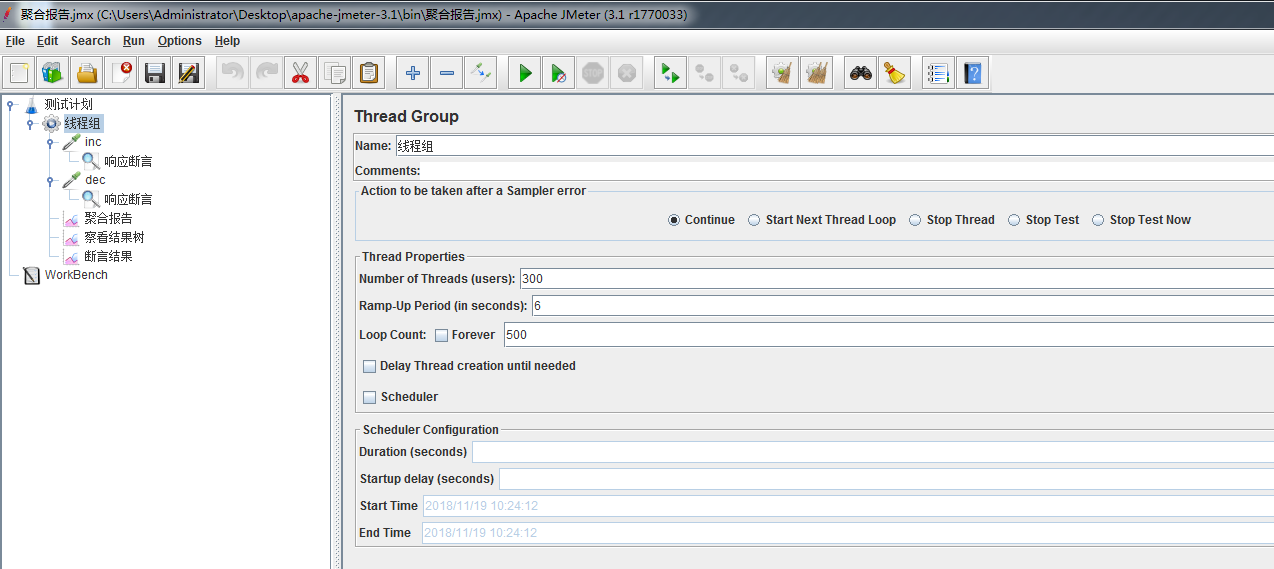 聚合报告.jmx (C:\Users\Administrator\Desktop\apache-jmeter-3.1\bin\聚合报告.jmx) - Apache JMeter (3.1 r1770033)
File Edit Search Run Options Help
STOP
测试计划
线程组
inc
响应断言
dec
响应断言
聚合报告
察看结果树
断言结果
WorkBench
Thread Group
Name: 线程组
Comments:
Action to be taken after a Sampler error
Continue Start Next Thread Loop Stop Thread Stop Test Stop Test Now
Thread Properties
Number of Threads (users): 300
Ramp-Up Period (in seconds): 6
Loop Count: Forever 500
Delay Thread creation until needed
Scheduler
Scheduler Configuration
Duration (seconds)
Startup delay (seconds)
Start Time 2018/11/19 10:24:12
End Time 2018/11/19 10:24:12